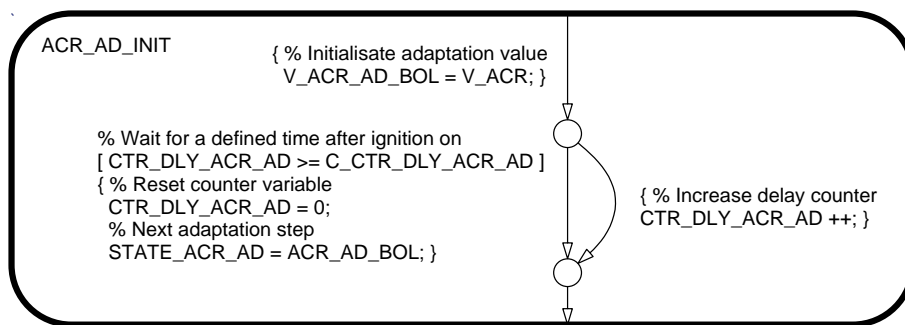 ACR_AD_INIT
{ % Initialisate adaptation value
V_ACR_AD_BOL = V_ACR; }
% Wait for a defined time after ignition on
[ CTR_DLY_ACR_AD >= C_CTR_DLY_ACR_AD ]
{ % Reset counter variable
CTR_DLY_ACR_AD = 0;
% Next adaptation step
STATE_ACR_AD = ACR_AD_BOL; }
{ % Increase delay counter
CTR_DLY_ACR_AD ++; }